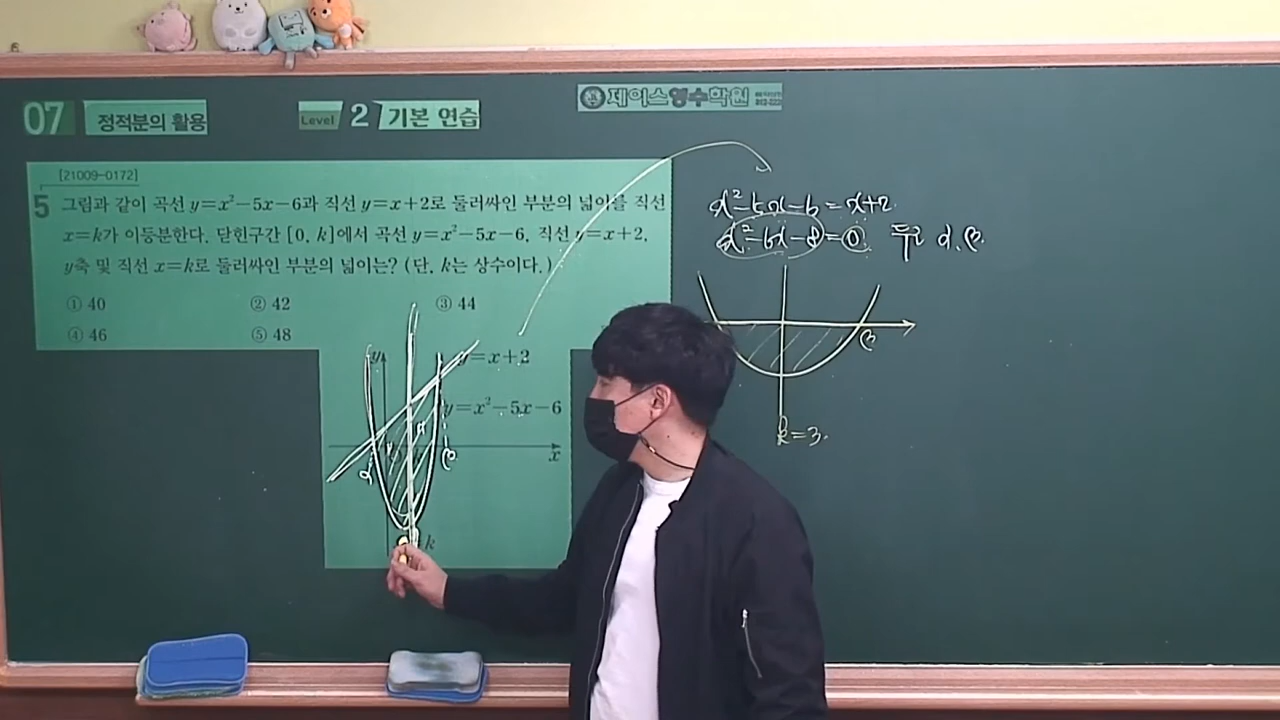 07 정적분의 활용 Level 2 기본 연습
제이스영수학원
[21009-0172]
5 그림과 같이 곡선 y=x²-5x-6과 직선 y=x+2로 둘러싸인 부분의 넓이를 직선
x=k가 이등분한다. 닫힌구간 [0, k]에서 곡선 y=x²-5x-6, 직선 y=x+2,
y축 및 직선 x=k로 둘러싸인 부분의 넓이는? (단, k는 상수이다.)
① 40 ② 42 ③ 44
④ 46 ⑤ 48
y
y=x+2
y=x²-5x-6
x
α β
k
x²-5x-6=x+2
x²-6x-8=0 두근 α, β
β
k=3